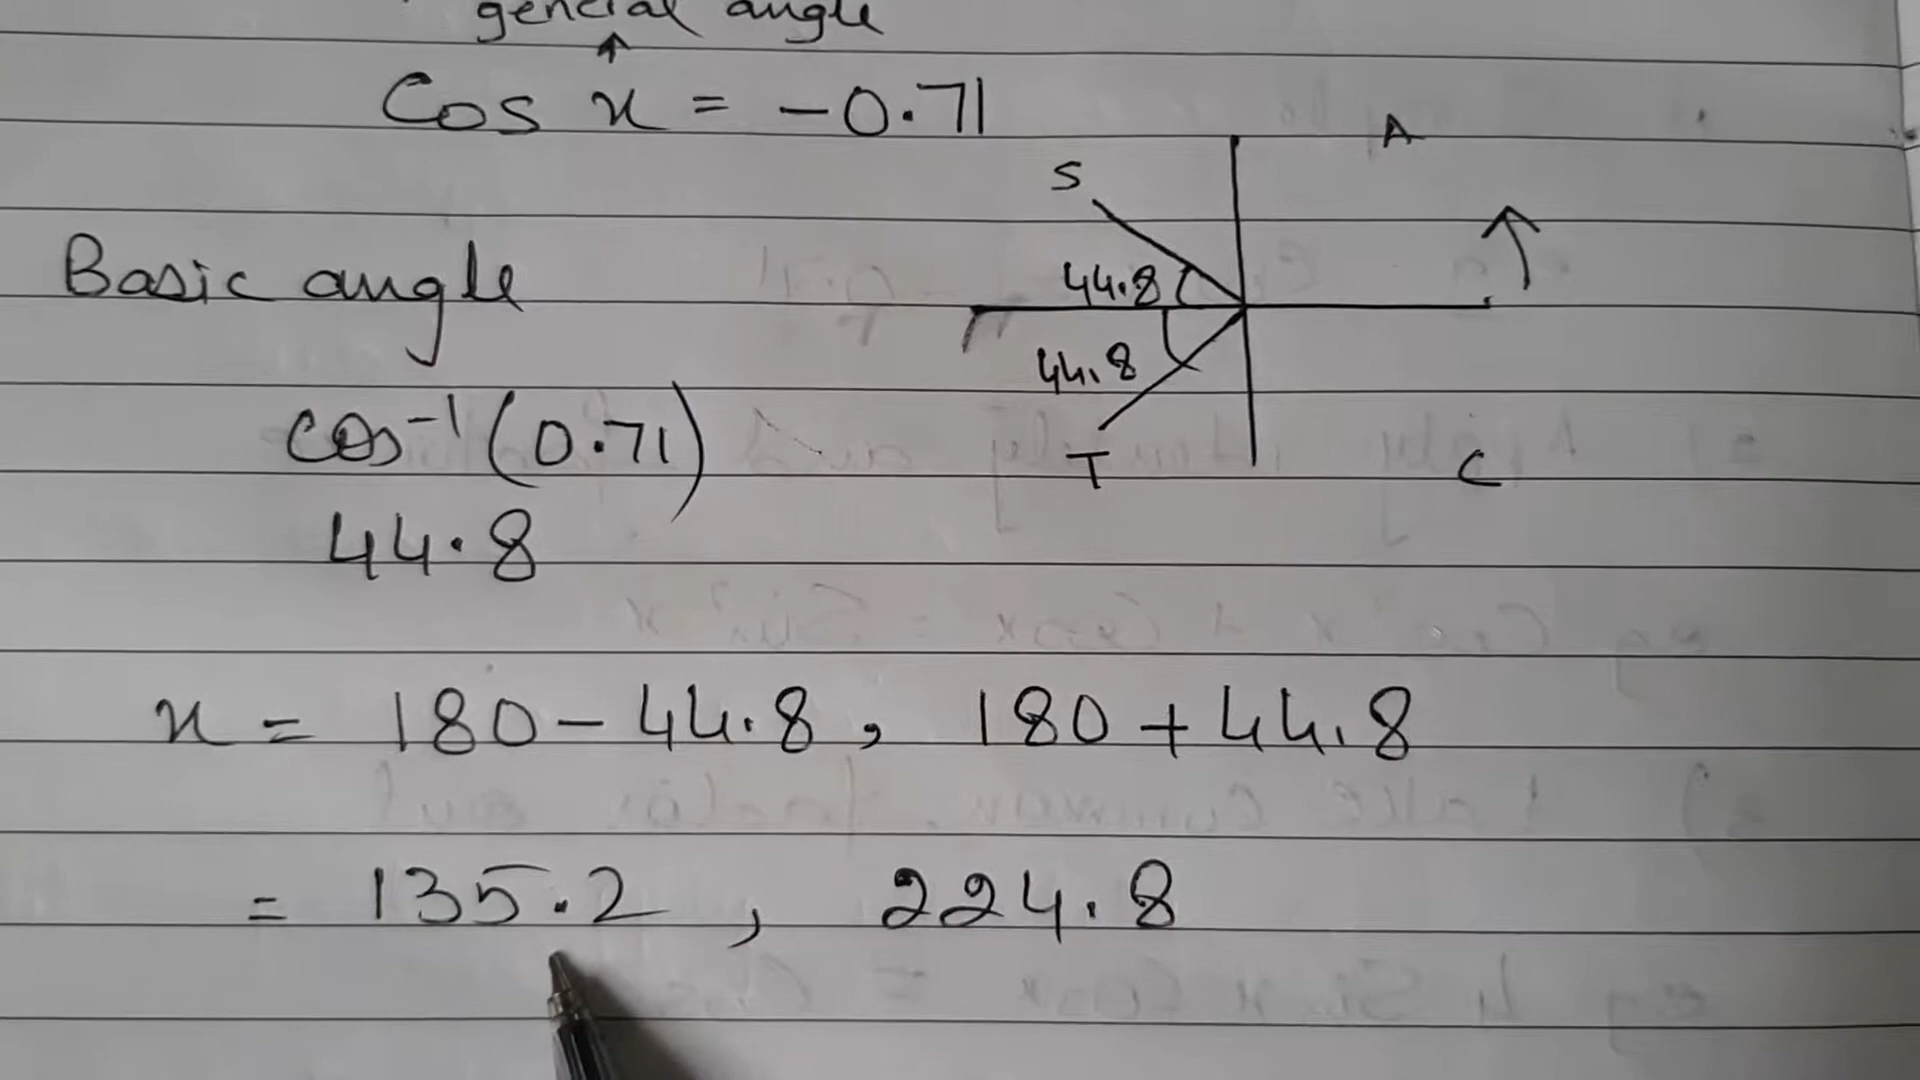 general angle
↑
Cos x = -0.71
A
S
Basic angle
44.8
44.8
cos⁻¹(0.71)
T
C
44.8
x = 180 - 44.8, 180 + 44.8
= 135.2, 224.8